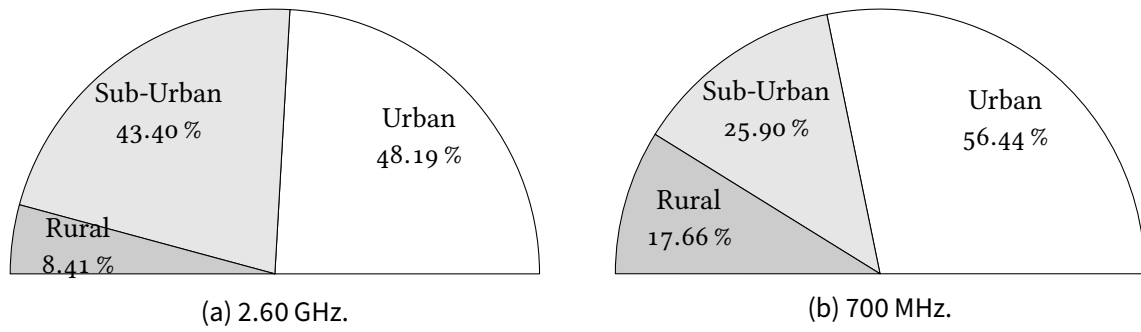 Sub-Urban
43.40 %
Urban
48.19 %
Rural
8.41 %
(a) 2.60 GHz.
Sub-Urban
25.90 %
Urban
56.44 %
Rural
17.66 %
(b) 700 MHz.